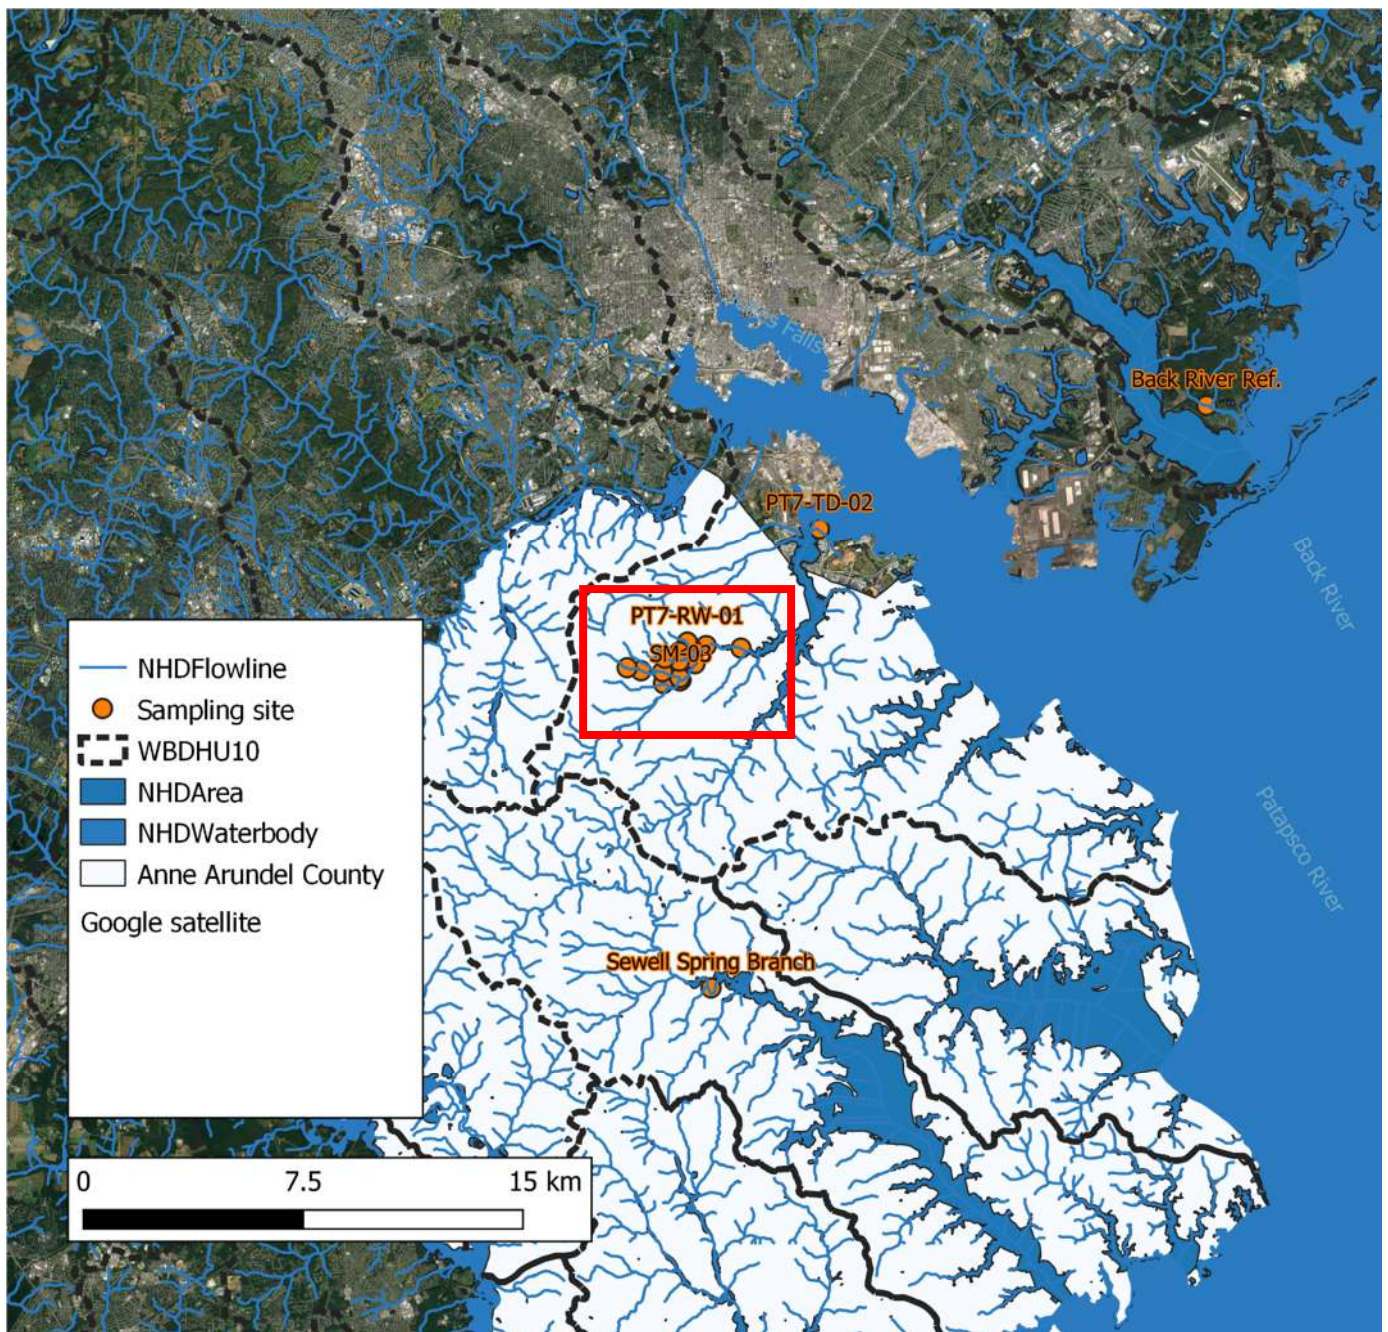 Falls
Back River Ref.
PT7-TD-02
Back River
PT7-RW-01
SM-03
NHDFlowline
Sampling site
WBDHU10
NHDArea
NHDWaterbody
Anne Arundel County
Google satellite
Patapsco River
Sewell Spring Branch
0 7.5 15 km